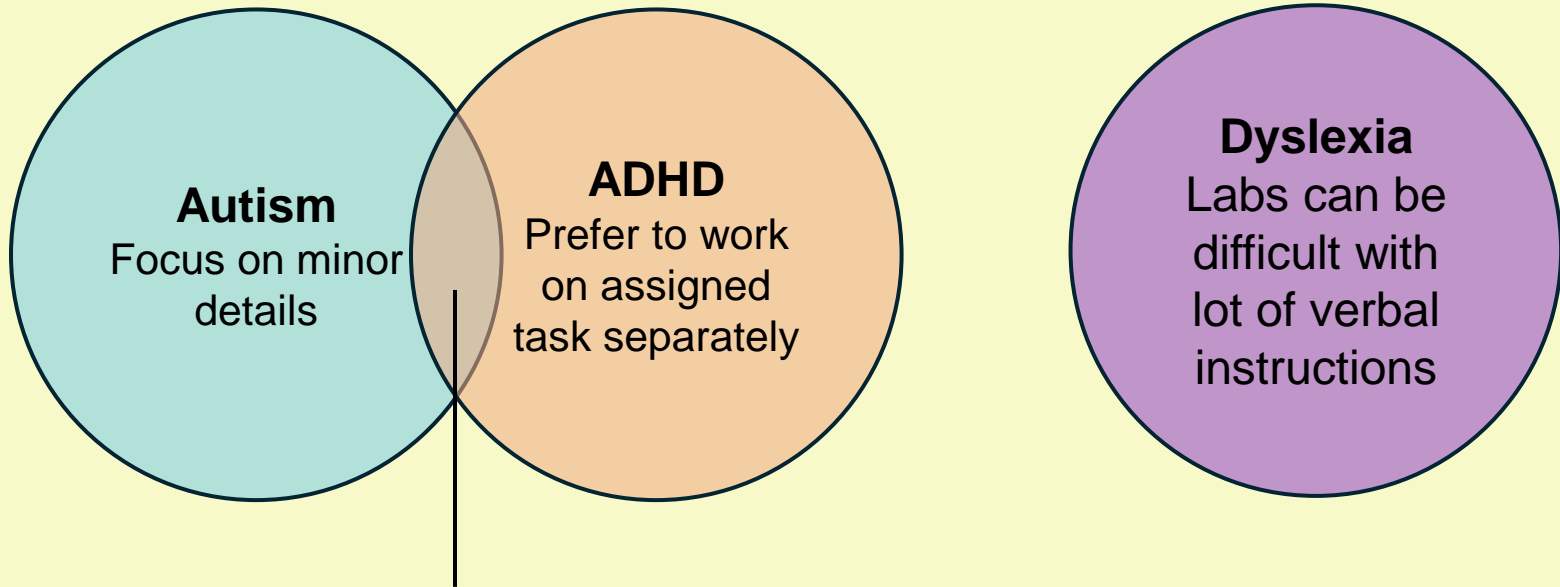 Autism
Focus on minor
details
ADHD
Prefer to work
on assigned
task separately
Dyslexia
Labs can be
difficult with
lot of verbal
instructions